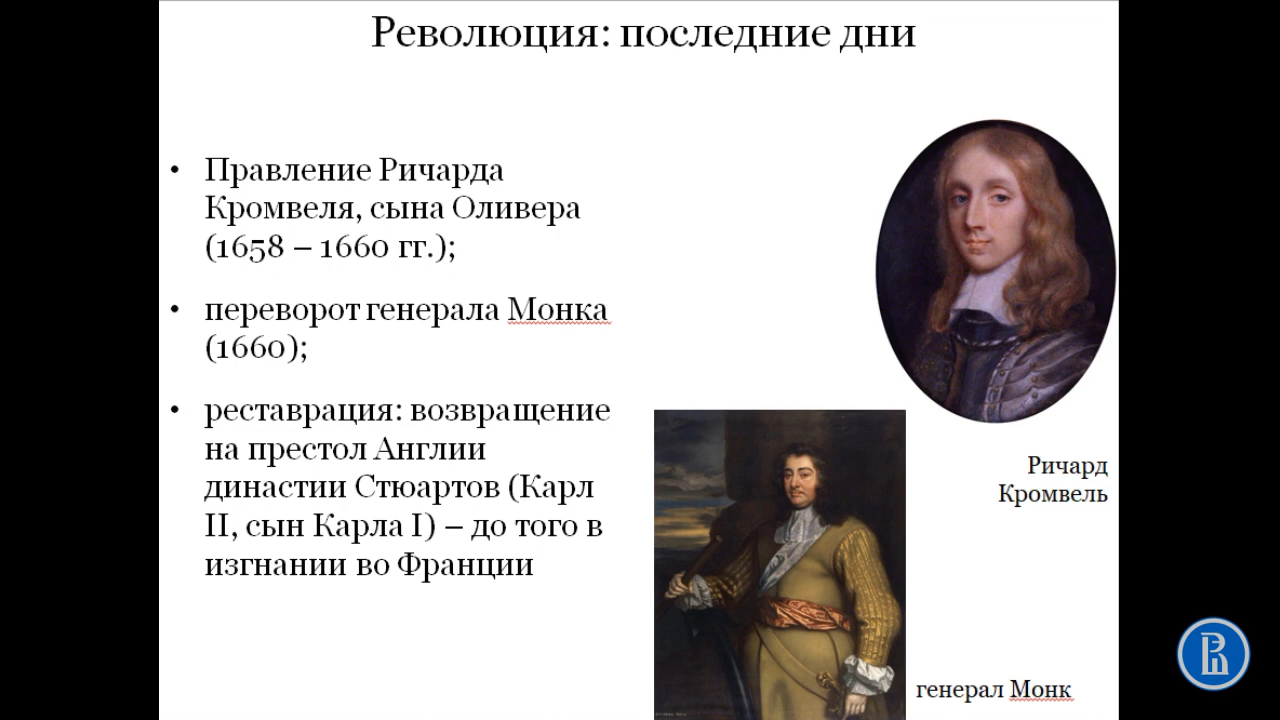 Революция: последние дни
• Правление Ричарда
Кромвеля, сына Оливера
(1658 – 1660 гг.);
• переворот генерала Монка
(1660);
• реставрация: возвращение
на престол Англии
династии Стюартов (Карл
II, сын Карла I) – до того в
изгнании во Франции
Ричард
Кромвель
генерал Монк